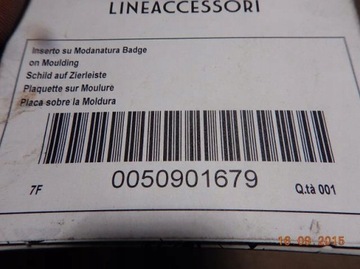 LINEACCESSORI
Inserto su Modanatura Badge
on Moulding
Schild auf Zierleiste
Plaquette sur Moulure
Placa sobre la Moldura
7F
0050901679
Q.tà 001
16 08 2015